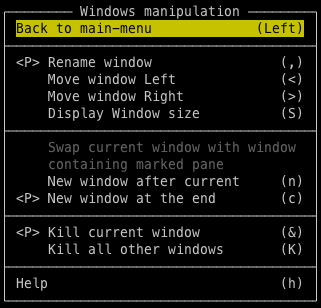 Windows manipulation
Back to main-menu (Left)
<P> Rename window (,)
Move window Left (<)
Move window Right (>)
Display Window size (S)
Swap current window with window
containing marked pane
New window after current (n)
<P> New window at the end (c)
<P> Kill current window (&)
Kill all other windows (K)
Help (h)